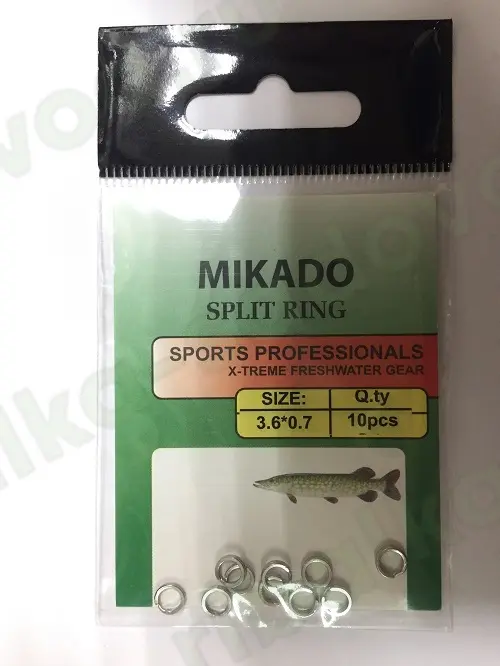 MIKADO
SPLIT RING
SPORTS PROFESSIONALS
X-TREME FRESHWATER GEAR
SIZE: Q.ty
3.6*0.7 10pcs